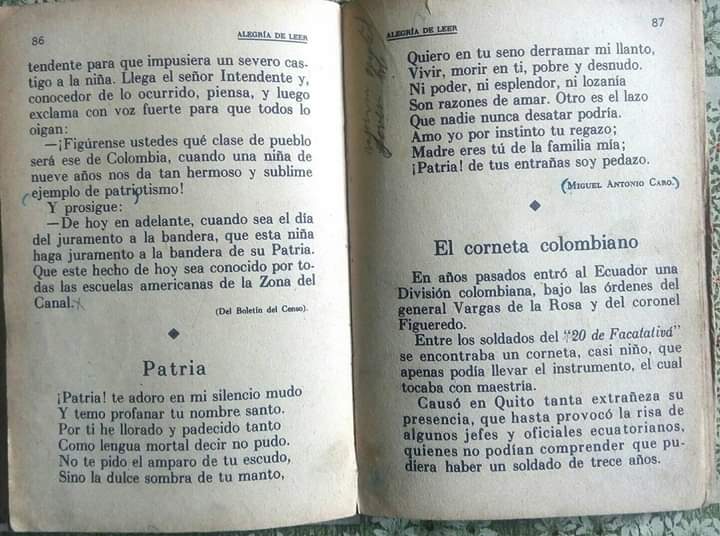 86
ALEGRÍA DE LEER
tendente para que impusiera un severo cas-
tigo a la niña. Llega el señor Intendente y,
conocedor de lo ocurrido, piensa, y luego
exclama con voz fuerte para que todos lo
oigan:
—¡Figúrense ustedes qué clase de pueblo
será ese de Colombia, cuando una niña de
nueve años nos da tan hermoso y sublime
ejemplo de patriotismo!
Y prosigue:
—De hoy en adelante, cuando sea el día
del juramento a la bandera, que esta niña
haga juramento a la bandera de su Patria.
Que este hecho de hoy sea conocido por to-
das las escuelas americanas de la Zona del
Canal.
(Del Boletín del Censo).
Patria
¡Patria! te adoro en mi silencio mudo
Y temo profanar tu nombre santo.
Por ti he llorado y padecido tanto
Como lengua mortal decir no pudo.
No te pido el amparo de tu escudo,
Sino la dulce sombra de tu manto,
ALEGRÍA DE LEER
87
Quiero en tu seno derramar mi llanto,
Vivir, morir en ti, pobre y desnudo.
Ni poder, ni esplendor, ni lozanía
Son razones de amar. Otro es el lazo
Que nadie nunca desatar podría.
Amo yo por instinto tu regazo;
Madre eres tú de la familia mía;
¡Patria! de tus entrañas soy pedazo.
(MIGUEL ANTONIO CARO.)
El corneta colombiano
En años pasados entró al Ecuador una
División colombiana, bajo las órdenes del
general Vargas de la Rosa y del coronel
Figueredo.
Entre los soldados del "20 de Facatativá"
se encontraba un corneta, casi niño, que
apenas podía llevar el instrumento, el cual
tocaba con maestría.
Causó en Quito tanta extrañeza su
presencia, que hasta provocó la risa de
algunos jefes y oficiales ecuatorianos,
quienes no podían comprender que pu-
diera haber un soldado de trece años.